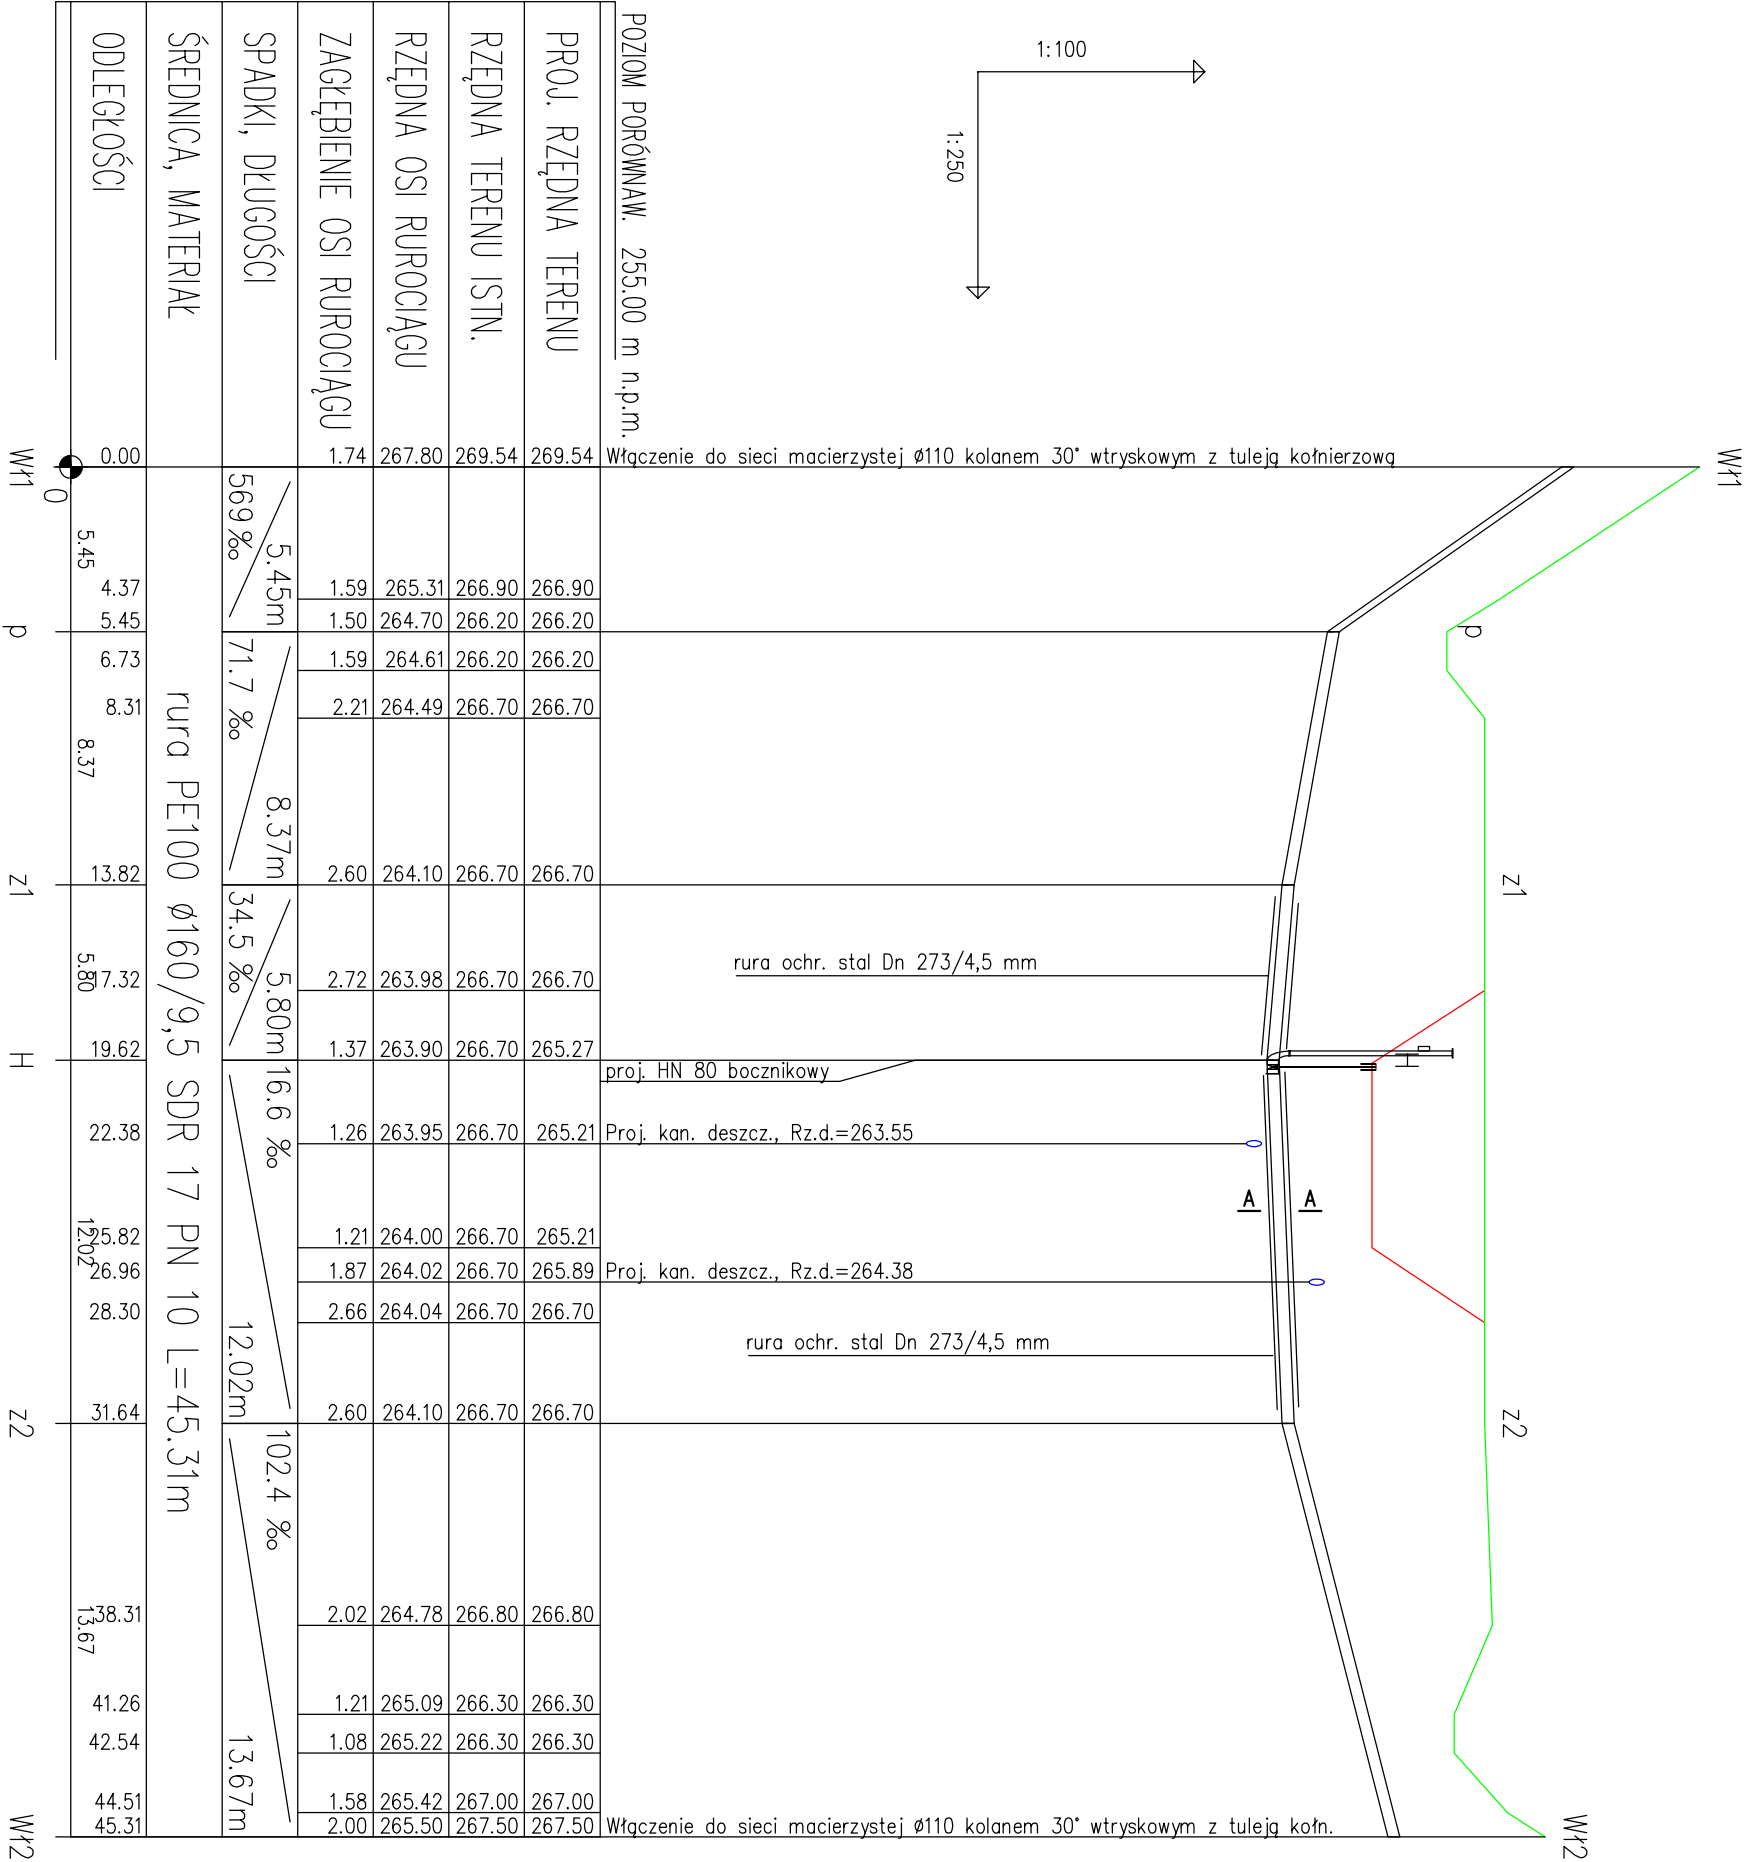 1:100
1:250
POZIOM PORÓWNAW. 255.00 m n.p.m.
PROJ. RZĘDNA TERENU
RZĘDNA TERENU ISTN.
RZĘDNA OSI RUROCIĄGU
ZAGŁĘBIENIE OSI RUROCIĄGU
SPADKI, DŁUGOŚCI
ŚREDNICA, MATERIAŁ
ODLEGŁOŚCI
Wł1
p
z1
H
z2
Wł2
0.00 1.74 267.80 269.54 269.54 Włączenie do sieci macierzystej ø110 kolanem 30° wtryskowym z tuleją kołnierzową
4.37 1.59 265.31 266.90 266.90
5.45 1.50 264.70 266.20 266.20
6.73 1.59 264.61 266.20 266.20
8.31 2.21 264.49 266.70 266.70
13.82 2.60 264.10 266.70 266.70
17.32 2.72 263.98 266.70 266.70
rura ochr. stal Dn 273/4,5 mm
19.62 1.37 263.90 266.70 265.27
proj. HN 80 bocznikowy
22.38 1.26 263.95 266.70 265.21 Proj. kan. deszcz., Rz.d.=263.55
A A
25.82 1.21 264.00 266.70 265.21
26.96 1.87 264.02 266.70 265.89 Proj. kan. deszcz., Rz.d.=264.38
28.30 2.66 264.04 266.70 266.70
rura ochr. stal Dn 273/4,5 mm
31.64 2.60 264.10 266.70 266.70
38.31 2.02 264.78 266.80 266.80
41.26 1.21 265.09 266.30 266.30
42.54 1.08 265.22 266.30 266.30
44.51 1.58 265.42 267.00 267.00
45.31 2.00 265.50 267.50 267.50 Włączenie do sieci macierzystej ø110 kolanem 30° wtryskowym z tuleją kołn.
569‰ 5.45m
71.7 ‰ 8.37m
34.5 ‰ 5.80m
16.6 ‰ 12.02m
102.4 ‰ 13.67m
rura PE100 ø160/9,5 SDR 17 PN 10 L=45.31m
0
5.45
8.37
5.80
12.02
13.67
Wł1
p
z1
H
z2
Wł2